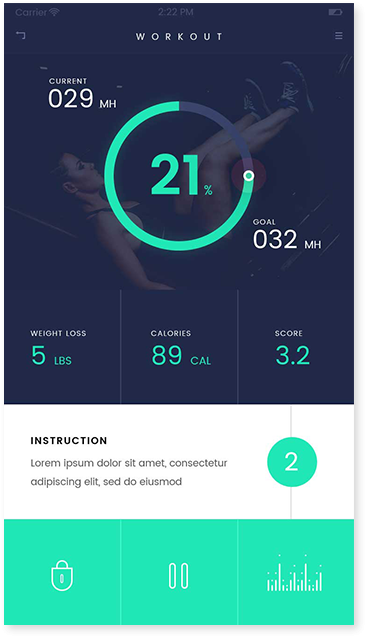 Carrier 2:22 PM
WORKOUT
CURRENT
029 MH
21%
GOAL
032 MH
WEIGHT LOSS CALORIES SCORE
5 LBS 89 CAL 3.2
INSTRUCTION
Lorem ipsum dolor sit amet, consectetur
adipiscing elit, sed do eiusmod
2